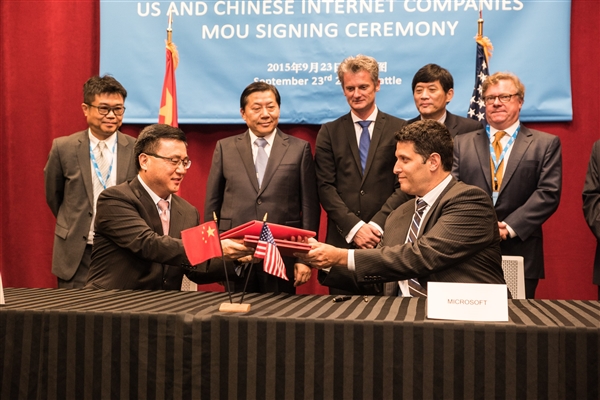 US AND CHINESE INTERNET COMPANIES
MOU SIGNING CEREMONY
2015年9月23日
September 23rd
MICROSOFT